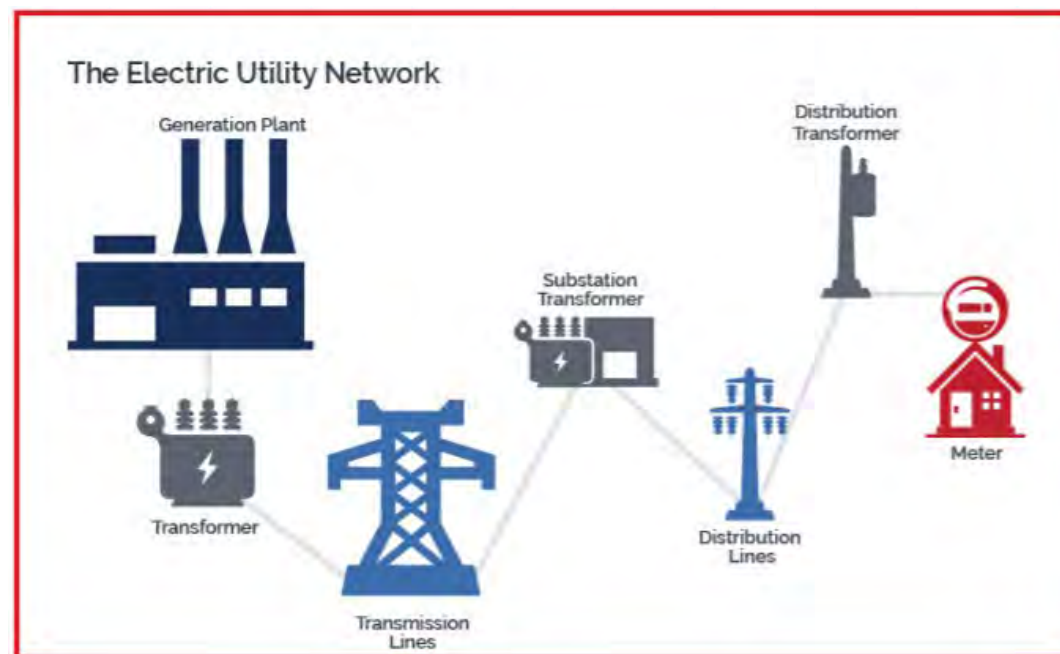 The Electric Utility Network
Generation Plant
Distribution
Transformer
Substation
Transformer
Meter
Transformer
Distribution
Lines
Transmission
Lines